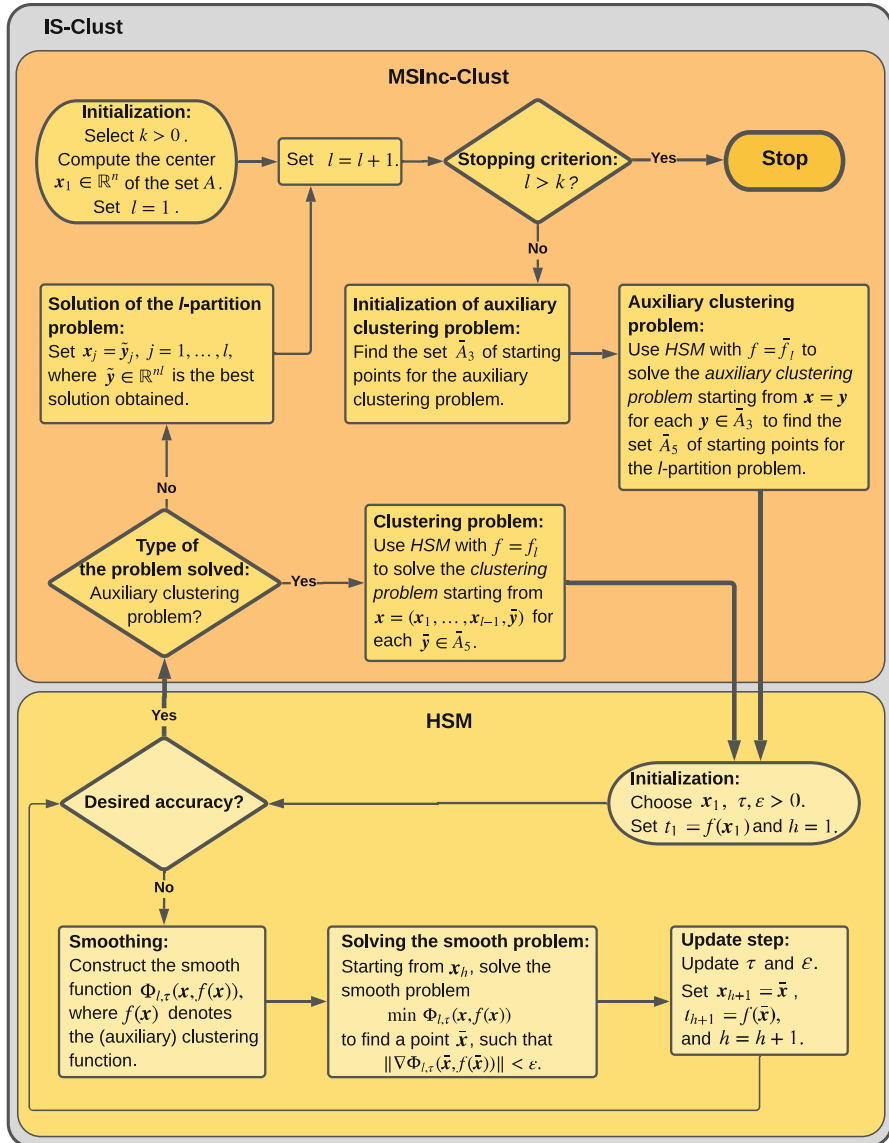 IS-Clust
MSInc-Clust
Initialization:
Select k > 0 .
Compute the center
x₁ ∈ ℝⁿ of the set A.
Set l = 1 .
Set l = l + 1.
Stopping criterion:
l > k ?
Yes
Stop
No
Solution of the l-partition
problem:
Set xⱼ = ỹⱼ, j = 1, … , l,
where ỹ ∈ ℝⁿˡ is the best
solution obtained.
Initialization of auxiliary
clustering problem:
Find the set Ā₃ of starting
points for the auxiliary
clustering problem.
Auxiliary clustering
problem:
Use HSM with f = f̄ₗ to
solve the auxiliary clustering
problem starting from x = y
for each y ∈ Ā₃ to find the
set Ā₅ of starting points for
the l-partition problem.
No
Type of
the problem solved:
Auxiliary clustering
problem?
Yes
Clustering problem:
Use HSM with f = fₗ
to solve the clustering
problem starting from
x = (x₁, … , xₗ₋₁, ȳ) for
each ȳ ∈ Ā₅.
Yes
HSM
Desired accuracy?
Initialization:
Choose x₁, τ, ε > 0.
Set t₁ = f(x₁) and h = 1.
No
Smoothing:
Construct the smooth
function Φ_{l,τ}(x, f(x)),
where f(x) denotes
the (auxiliary) clustering
function.
Solving the smooth problem:
Starting from xₕ, solve the
smooth problem
min Φ_{l,τ}(x, f(x))
to find a point x̄, such that
‖∇Φ_{l,τ}(x̄, f(x̄))‖ < ε.
Update step:
Update τ and ε.
Set xₕ₊₁ = x̄ ,
tₕ₊₁ = f(x̄),
and h = h + 1.